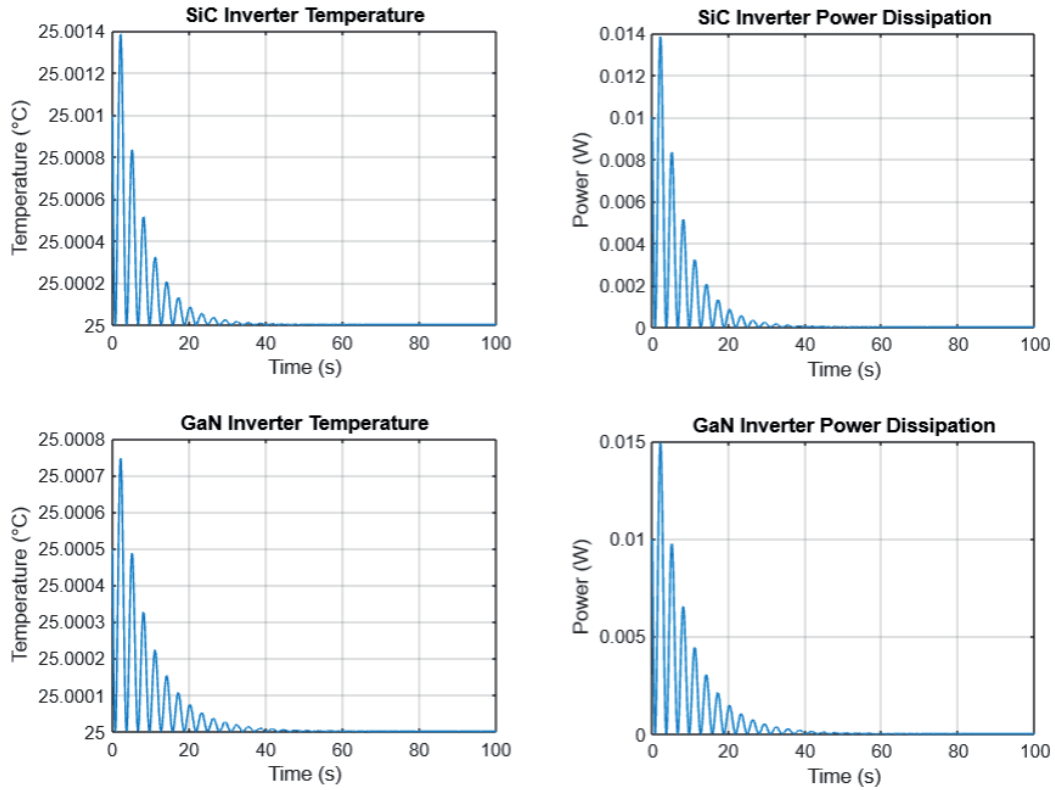 SiC Inverter Temperature
25.0014
25.0012
25.001
25.0008
25.0006
25.0004
25.0002
25
Temperature (°C)
0 20 40 60 80 100
Time (s)
SiC Inverter Power Dissipation
0.014
0.012
0.01
0.008
0.006
0.004
0.002
0
Power (W)
0 20 40 60 80 100
Time (s)
GaN Inverter Temperature
25.0008
25.0007
25.0006
25.0005
25.0004
25.0003
25.0002
25.0001
25
Temperature (°C)
0 20 40 60 80 100
Time (s)
GaN Inverter Power Dissipation
0.015
0.01
0.005
0
Power (W)
0 20 40 60 80 100
Time (s)